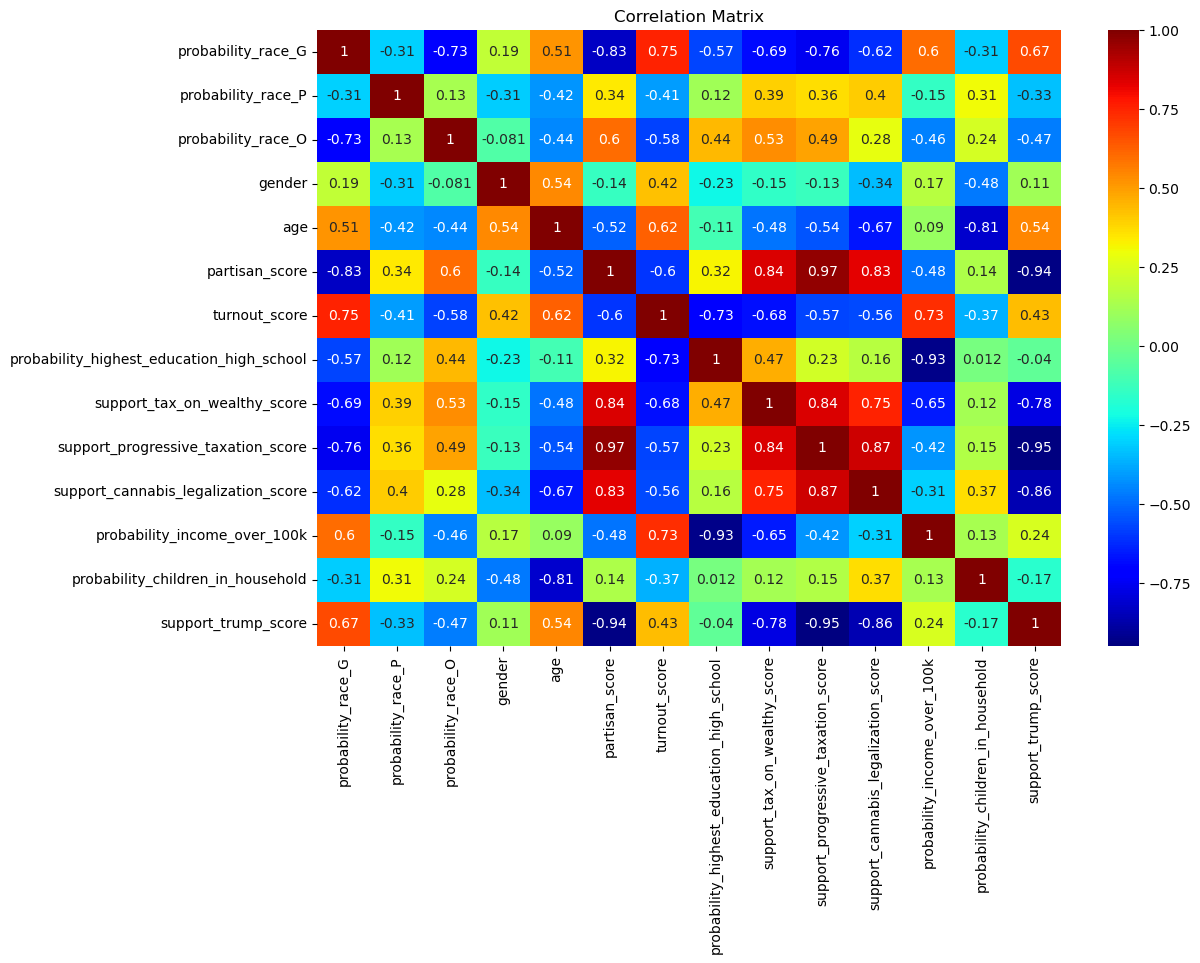 Correlation Matrix
probability_race_G 1 -0.31 -0.73 0.19 0.51 -0.83 0.75 -0.57 -0.69 -0.76 -0.62 0.6 -0.31 0.67
probability_race_P -0.31 1 0.13 -0.31 -0.42 0.34 -0.41 0.12 0.39 0.36 0.4 -0.15 0.31 -0.33
probability_race_O -0.73 0.13 1 -0.081 -0.44 0.6 -0.58 0.44 0.53 0.49 0.28 -0.46 0.24 -0.47
gender 0.19 -0.31 -0.081 1 0.54 -0.14 0.42 -0.23 -0.15 -0.13 -0.34 0.17 -0.48 0.11
age 0.51 -0.42 -0.44 0.54 1 -0.52 0.62 -0.11 -0.48 -0.54 -0.67 0.09 -0.81 0.54
partisan_score -0.83 0.34 0.6 -0.14 -0.52 1 -0.6 0.32 0.84 0.97 0.83 -0.48 0.14 -0.94
turnout_score 0.75 -0.41 -0.58 0.42 0.62 -0.6 1 -0.73 -0.68 -0.57 -0.56 0.73 -0.37 0.43
probability_highest_education_high_school -0.57 0.12 0.44 -0.23 -0.11 0.32 -0.73 1 0.47 0.23 0.16 -0.93 0.012 -0.04
support_tax_on_wealthy_score -0.69 0.39 0.53 -0.15 -0.48 0.84 -0.68 0.47 1 0.84 0.75 -0.65 0.12 -0.78
support_progressive_taxation_score -0.76 0.36 0.49 -0.13 -0.54 0.97 -0.57 0.23 0.84 1 0.87 -0.42 0.15 -0.95
support_cannabis_legalization_score -0.62 0.4 0.28 -0.34 -0.67 0.83 -0.56 0.16 0.75 0.87 1 -0.31 0.37 -0.86
probability_income_over_100k 0.6 -0.15 -0.46 0.17 0.09 -0.48 0.73 -0.93 -0.65 -0.42 -0.31 1 0.13 0.24
probability_children_in_household -0.31 0.31 0.24 -0.48 -0.81 0.14 -0.37 0.012 0.12 0.15 0.37 0.13 1 -0.17
support_trump_score 0.67 -0.33 -0.47 0.11 0.54 -0.94 0.43 -0.04 -0.78 -0.95 -0.86 0.24 -0.17 1
probability_race_G
probability_race_P
probability_race_O
gender
age
partisan_score
turnout_score
probability_highest_education_high_school
support_tax_on_wealthy_score
support_progressive_taxation_score
support_cannabis_legalization_score
probability_income_over_100k
probability_children_in_household
support_trump_score
1.00
0.75
0.50
0.25
0.00
−0.25
−0.50
−0.75